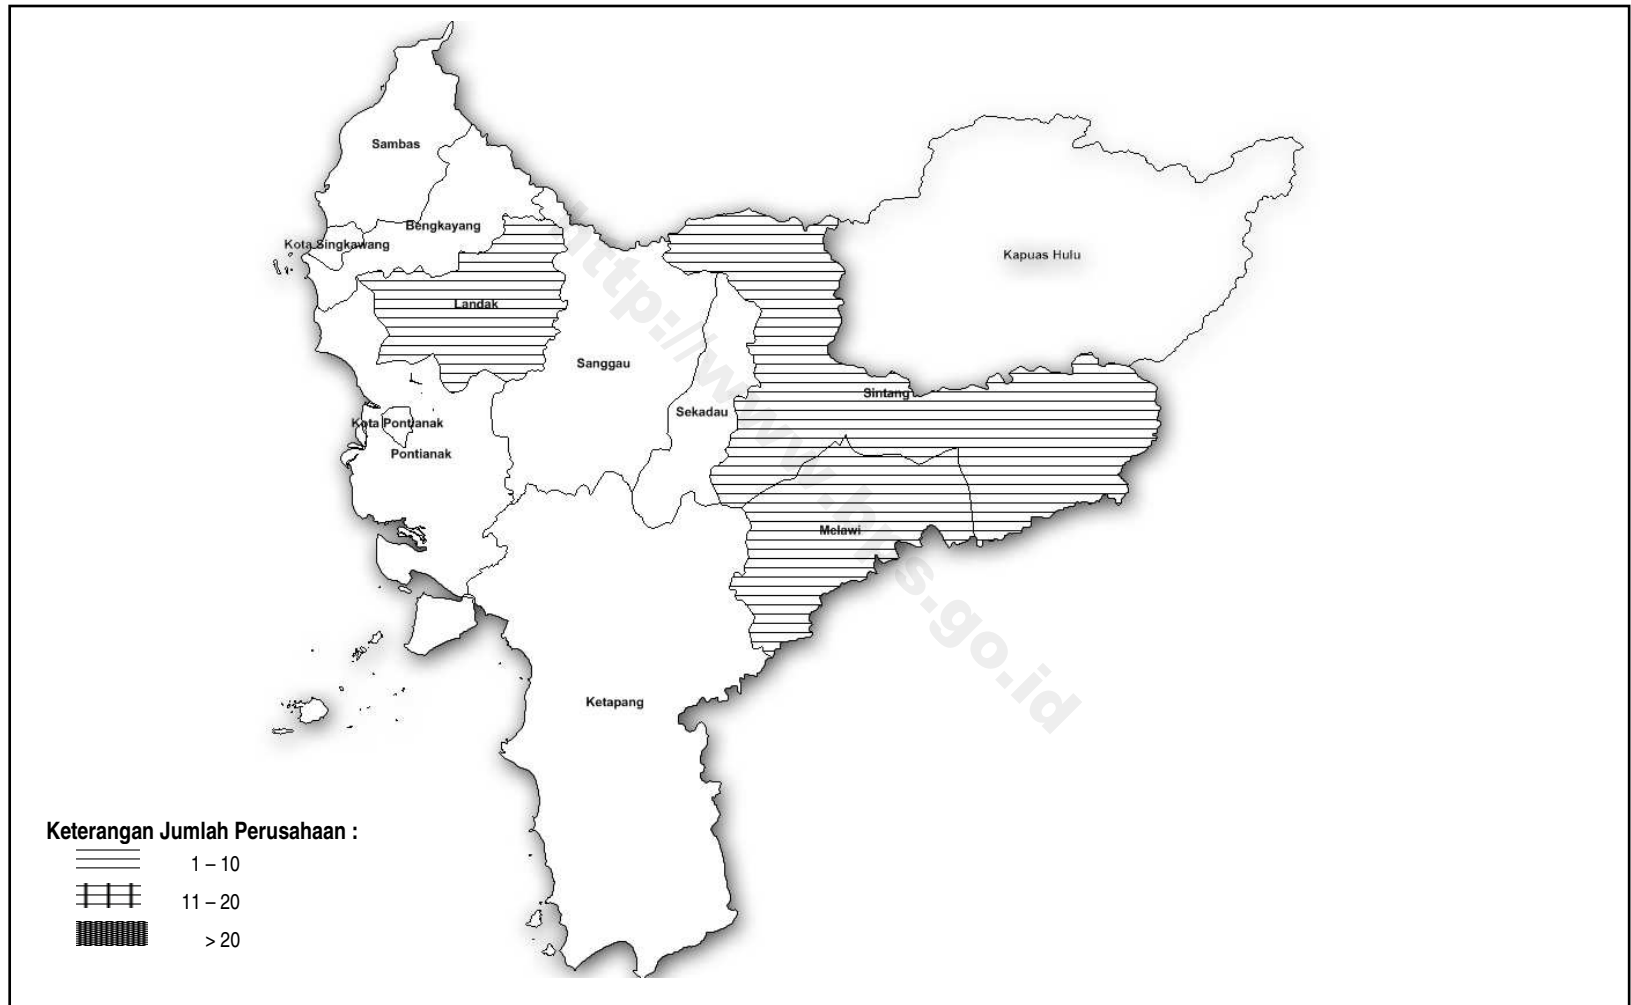 Sambas
Bengkayang
Kota Singkawang
Kapuas Hulu
Landak
Sanggau
Sintang
Sekadau
Kota Pontianak
Pontianak
Melawi
Ketapang
http://www.bps.go.id
Keterangan Jumlah Perusahaan :
1 – 10
11 – 20
> 20